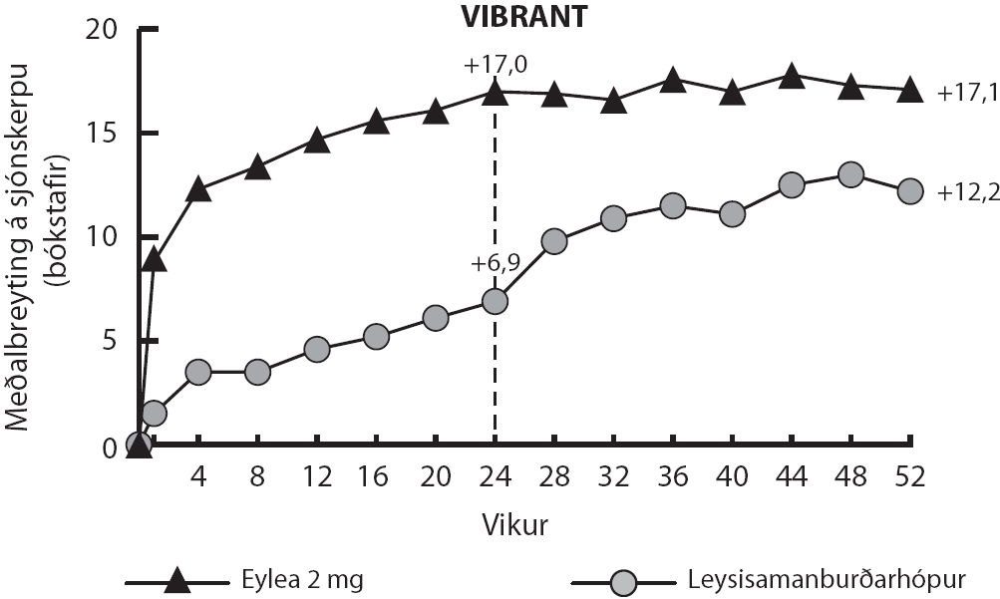 VIBRANT
Meðalbreyting á sjónskerpu
(bókstafir)
20
15
10
5
0
+17,0
+17,1
+6,9
+12,2
4 8 12 16 20 24 28 32 36 40 44 48 52
Vikur
Eylea 2 mg
Leysisamanburðarhópur